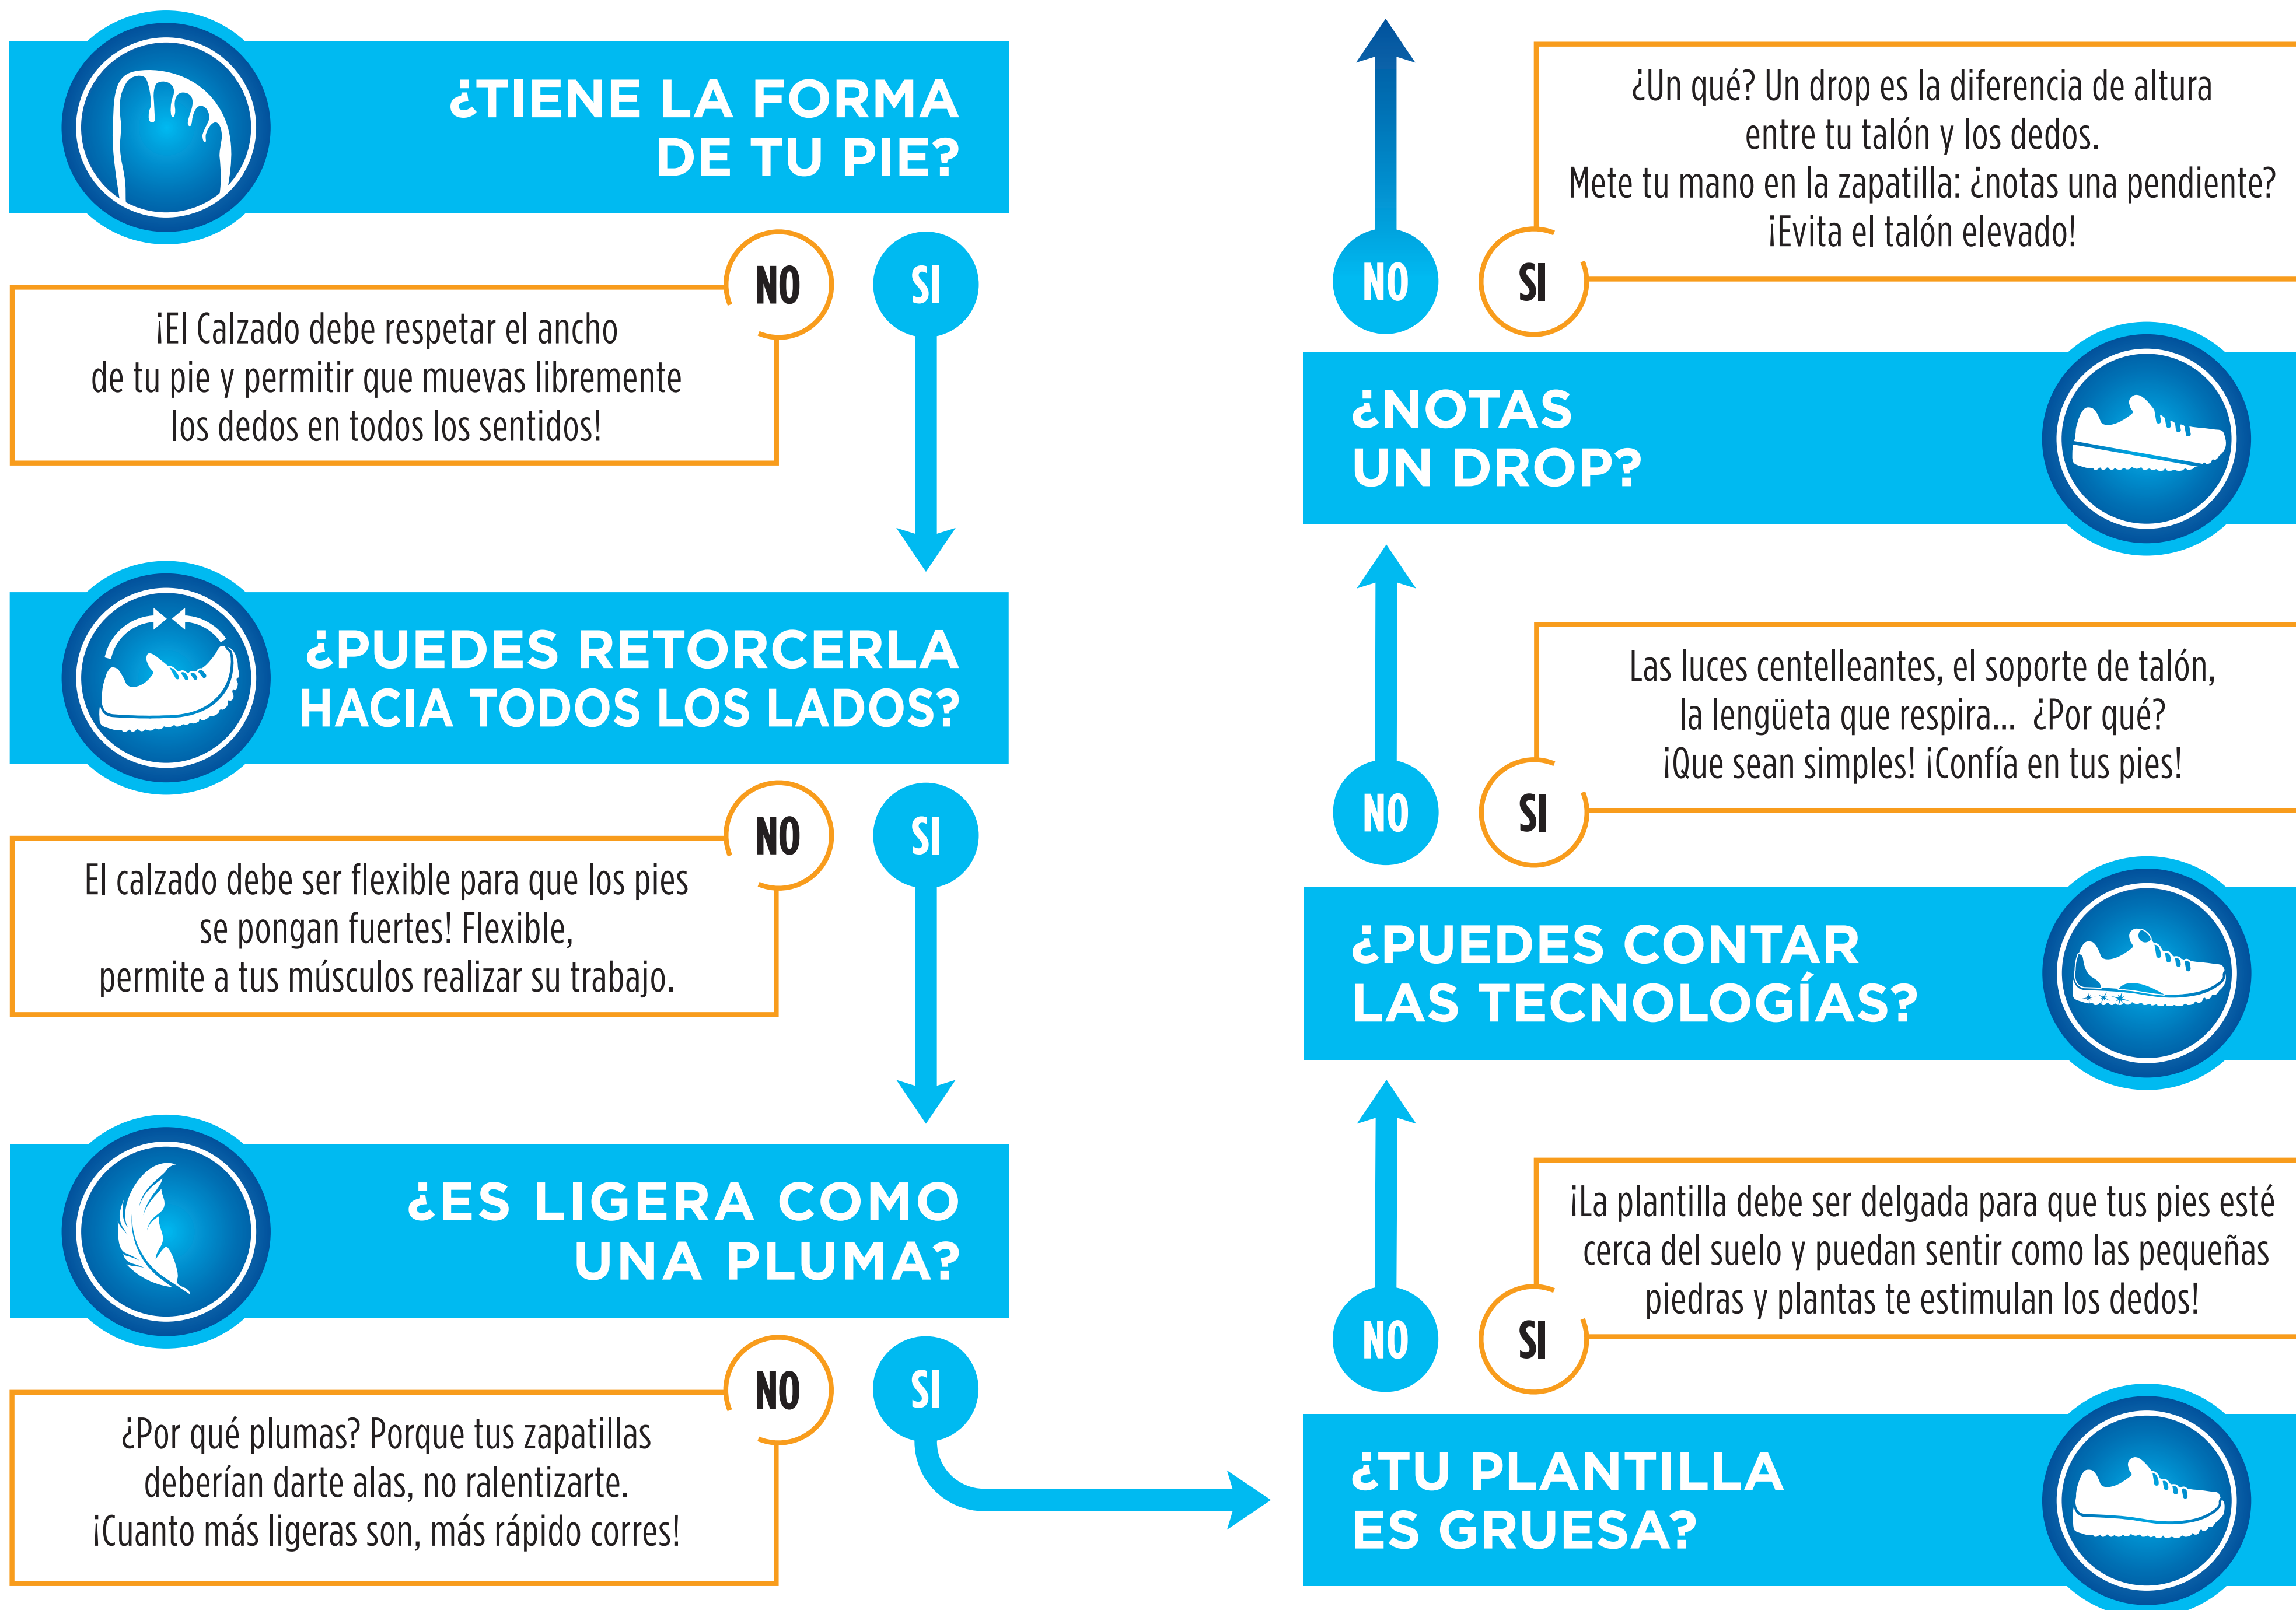 ¿TIENE LA FORMA
DE TU PIE?
NO
SI
¡El Calzado debe respetar el ancho
de tu pie y permitir que muevas libremente
los dedos en todos los sentidos!
¿PUEDES RETORCERLA
HACIA TODOS LOS LADOS?
NO
SI
El calzado debe ser flexible para que los pies
se pongan fuertes! Flexible,
permite a tus músculos realizar su trabajo.
¿ES LIGERA COMO
UNA PLUMA?
NO
SI
¿Por qué plumas? Porque tus zapatillas
deberían darte alas, no ralentizarte.
¡Cuanto más ligeras son, más rápido corres!
¿Un qué? Un drop es la diferencia de altura
entre tu talón y los dedos.
Mete tu mano en la zapatilla: ¿notas una pendiente?
¡Evita el talón elevado!
NO
SI
¿NOTAS
UN DROP?
Las luces centelleantes, el soporte de talón,
la lengüeta que respira... ¿Por qué?
¡Que sean simples! ¡Confía en tus pies!
NO
SI
¿PUEDES CONTAR
LAS TECNOLOGÍAS?
¡La plantilla debe ser delgada para que tus pies esté
cerca del suelo y puedan sentir como las pequeñas
piedras y plantas te estimulan los dedos!
NO
SI
¿TU PLANTILLA
ES GRUESA?